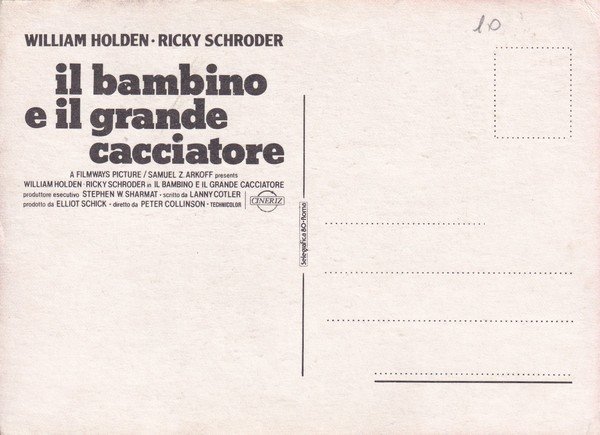 WILLIAM HOLDEN • RICKY SCHRODER
il bambino
e il grande
cacciatore
A FILMWAYS PICTURE / SAMUEL Z. ARKOFF presents
WILLIAM HOLDEN • RICKY SCHRODER in IL BAMBINO E IL GRANDE CACCIATORE
produttore esecutivo STEPHEN W. SHARMAT • scritto da LANNY COTLER
prodotto da ELLIOT SCHICK • diretto da PETER COLLINSON • TECHNICOLOR
CINERIZ
Selegrafica 80 - Roma
10